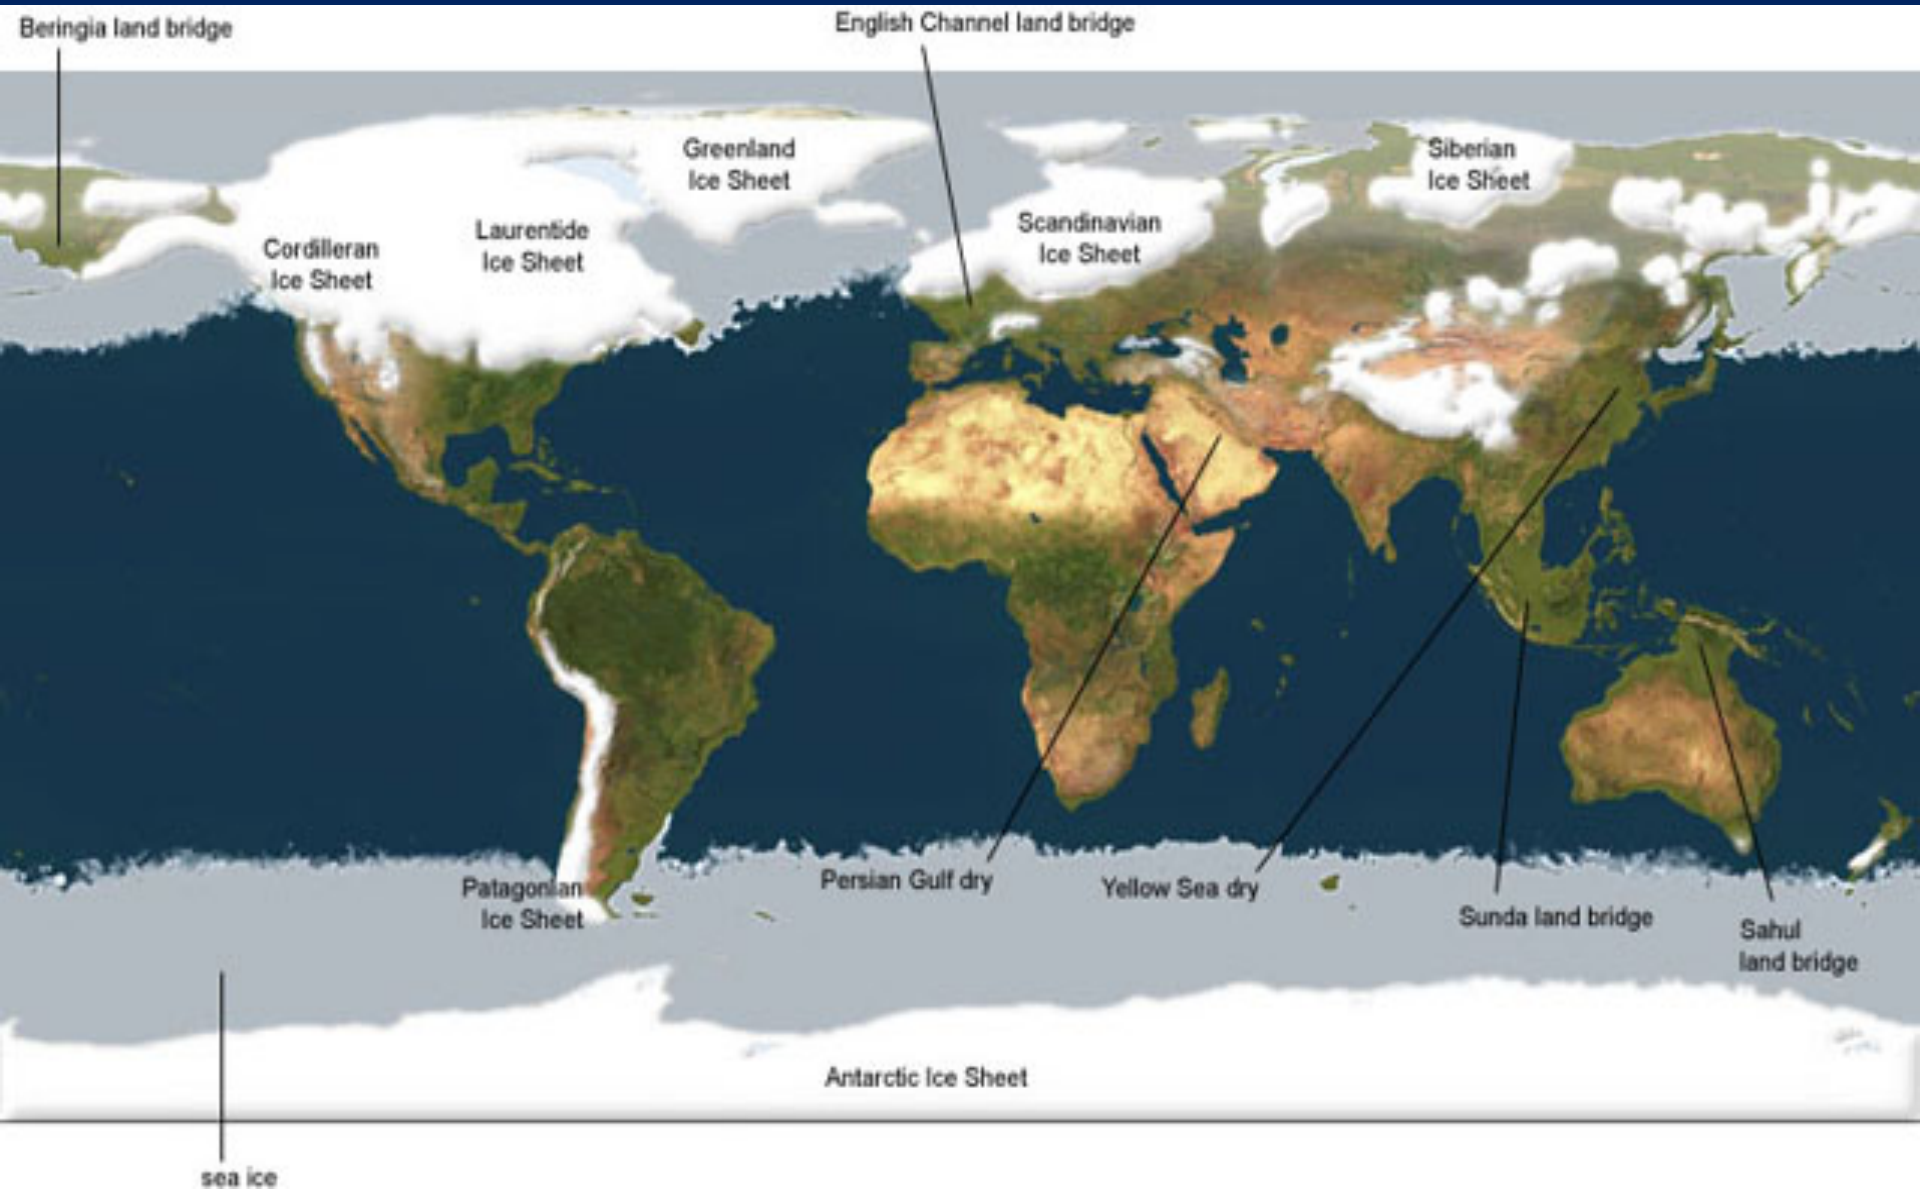 Beringia land bridge
English Channel land bridge
Greenland
Ice Sheet
Siberian
Ice Sheet
Scandinavian
Ice Sheet
Laurentide
Ice Sheet
Cordilleran
Ice Sheet
Patagonian
Ice Sheet
Persian Gulf dry
Yellow Sea dry
Sunda land bridge
Sahul
land bridge
Antarctic Ice Sheet
sea ice